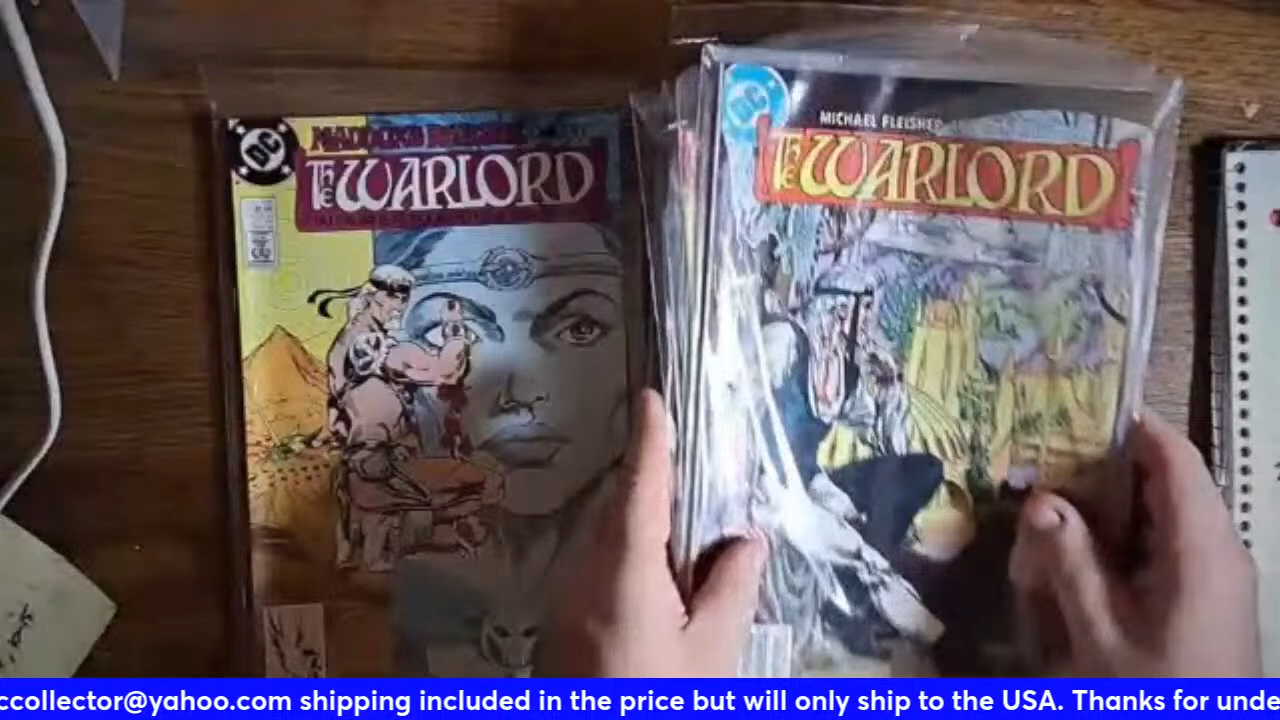 DC
THE WARLORD
DC
MICHAEL FLEISHER
THE WARLORD
ccollector@yahoo.com shipping included in the price but will only ship to the USA. Thanks for unde